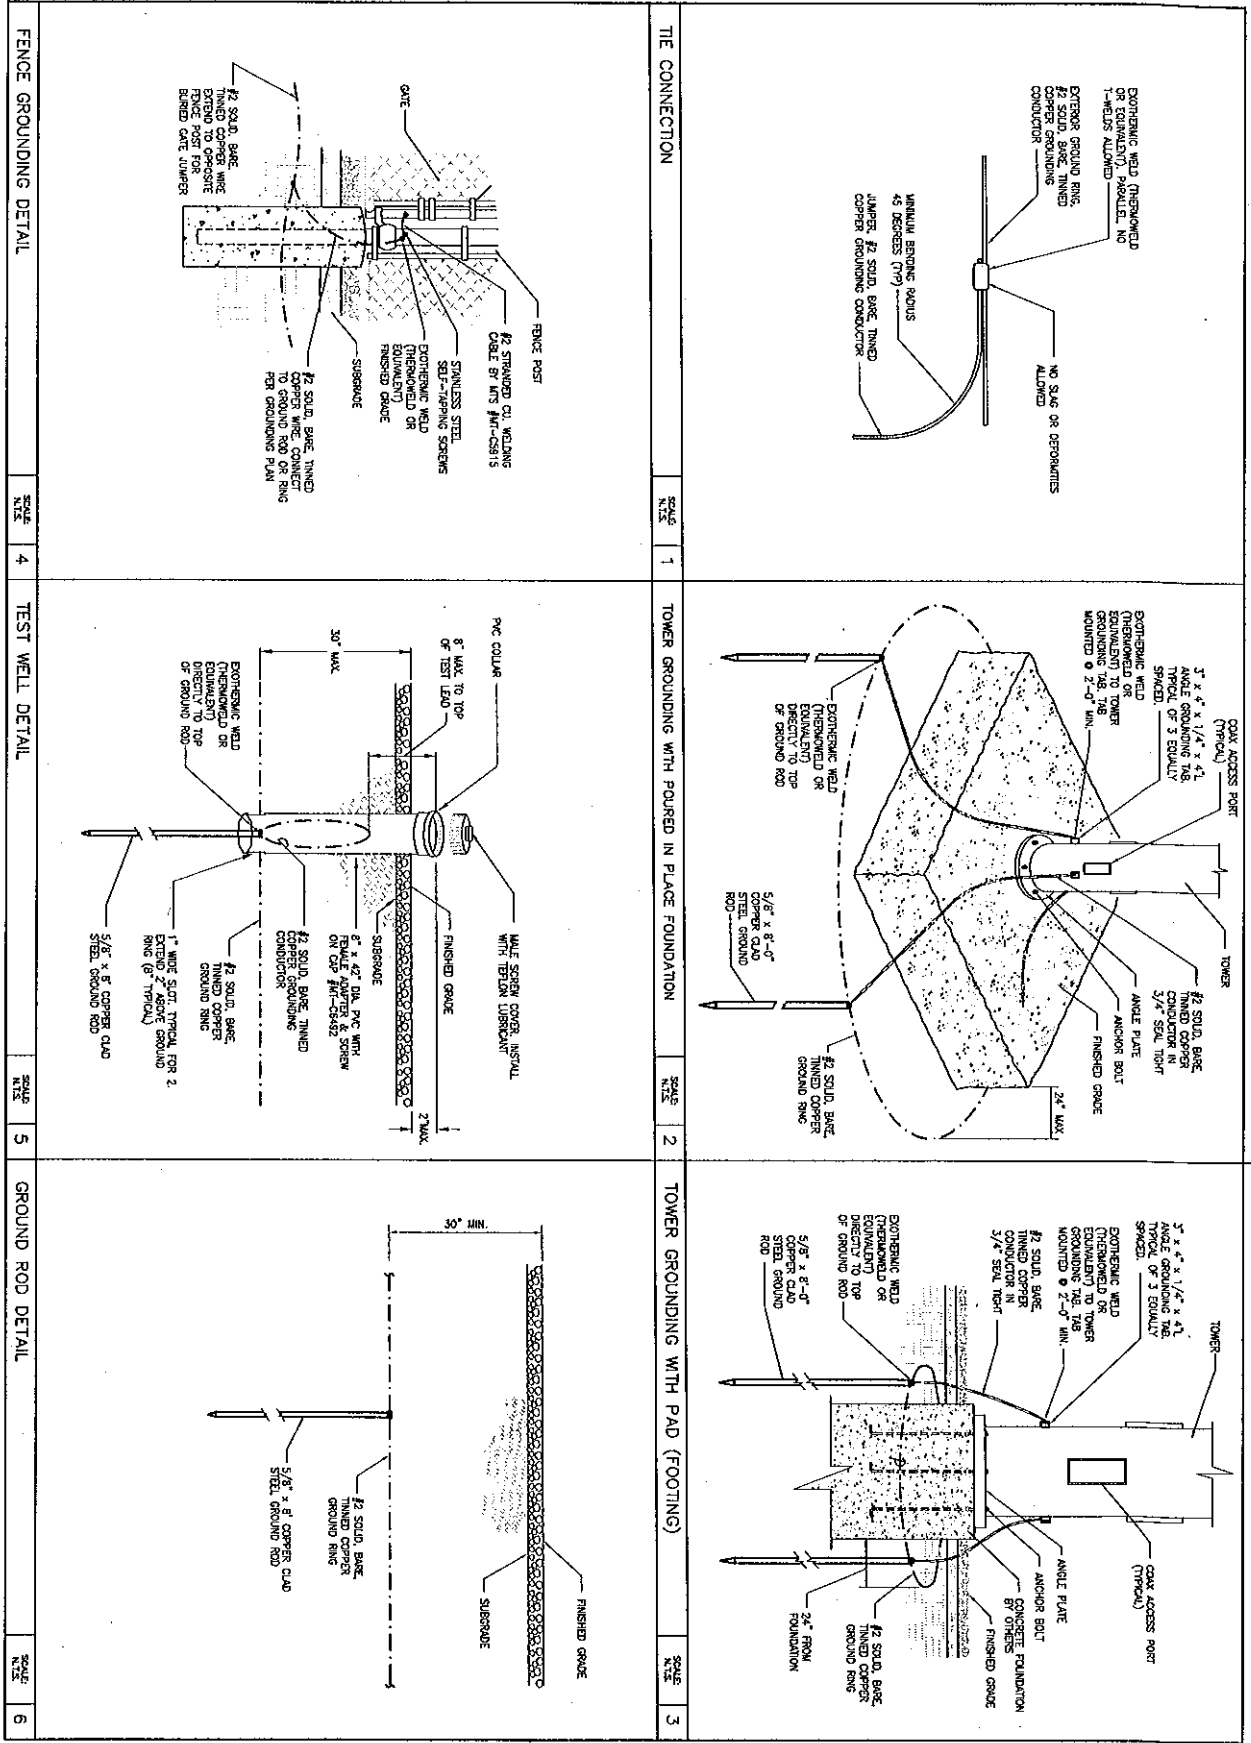 EXOTHERMIC WELD (THERMOWELD
OR EQUIVALENT). PARALLEL. NO
T-WELDS ALLOWED
EXTERIOR GROUND RING,
#2 SOLID, BARE, TINNED
COPPER GROUNDING
CONDUCTOR
MINIMUM BENDING RADIUS
45 DEGREES (TYP)
JUMPER, #2 SOLID, BARE, TINNED
COPPER GROUNDING CONDUCTOR
NO SLAG OR DEFORMITIES
ALLOWED
TIE CONNECTION
SCALE:
N.T.S.
1
COAX ACCESS PORT
(TYPICAL)
3" x 4" x 1/4" x 4"L
ANGLE GROUNDING TAB.
TYPICAL OF 3 EQUALLY
SPACED.
EXOTHERMIC WELD
(THERMOWELD OR
EQUIVALENT) TO TOWER
GROUNDING TAB. TAB
MOUNTED @ 2'-0" MIN.
EXOTHERMIC WELD
(THERMOWELD OR
EQUIVALENT)
DIRECTLY TO TOP
OF GROUND ROD
5/8" x 8'-0"
COPPER CLAD
STEEL GROUND
ROD
TOWER
#2 SOLID, BARE,
TINNED COPPER
CONDUCTOR IN
3/4" SEAL TIGHT
ANGLE PLATE
ANCHOR BOLT
FINISHED GRADE
24" MAX
#2 SOLID, BARE,
TINNED COPPER
GROUND RING
TOWER GROUNDING WITH POURED IN PLACE FOUNDATION
SCALE:
N.T.S.
2
TOWER
3" x 4" x 1/4" x 4"L
ANGLE GROUNDING TAB.
TYPICAL OF 3 EQUALLY
SPACED.
EXOTHERMIC WELD
(THERMOWELD OR
EQUIVALENT) TO TOWER
GROUNDING TAB. TAB
MOUNTED @ 2'-0" MIN.
#2 SOLID, BARE,
TINNED COPPER
CONDUCTOR IN
3/4" SEAL TIGHT
EXOTHERMIC WELD
(THERMOWELD OR
EQUIVALENT)
DIRECTLY TO TOP
OF GROUND ROD
5/8" x 8'-0"
COPPER CLAD
STEEL GROUND
ROD
COAX ACCESS PORT
(TYPICAL)
ANGLE PLATE
ANCHOR BOLT
CONCRETE FOUNDATION
BY OTHERS
FINISHED GRADE
#2 SOLID, BARE,
TINNED COPPER
GROUND RING
24" FROM
FOUNDATION
TOWER GROUNDING WITH PAD (FOOTING)
SCALE:
N.T.S.
3
GATE
#2 SOLID, BARE,
TINNED COPPER WIRE
EXTEND TO OPPOSITE
FENCE POST FOR
BURIED GATE JUMPER
FENCE POST
#2 STRANDED CU. WELDING
CABLE BY MTS #MT-C5915
STAINLESS STEEL
SELF-TAPPING SCREWS
EXOTHERMIC WELD
(THERMOWELD OR
EQUIVALENT)
FINISHED GRADE
SUBGRADE
#2 SOLID, BARE, TINNED
COPPER WIRE. CONNECT
TO GROUND ROD OR RING
PER GROUNDING PLAN
FENCE GROUNDING DETAIL
SCALE:
N.T.S.
4
PVC COLLAR
8" MAX. TO TOP
OF TEST LEAD
30" MAX.
EXOTHERMIC WELD
(THERMOWELD OR
EQUIVALENT)
DIRECTLY TO TOP
OF GROUND ROD
MALE SCREW COVER. INSTALL
WITH TEFLON LUBRICANT
2"MAX.
FINISHED GRADE
SUBGRADE
8" x 42" DIA. PVC WITH
FEMALE ADAPTER & SCREW
ON CAP #MT-C6492
#2 SOLID, BARE, TINNED
COPPER GROUNDING
CONDUCTOR
#2 SOLID, BARE,
TINNED COPPER
GROUND RING
1" WIDE SLOT. TYPICAL FOR 2.
EXTEND 2" ABOVE GROUND
RING (8" TYPICAL)
5/8" x 8' COPPER CLAD
STEEL GROUND ROD
TEST WELL DETAIL
SCALE:
N.T.S.
5
30" MIN.
FINISHED GRADE
SUBGRADE
#2 SOLID, BARE,
TINNED COPPER
GROUND RING
5/8" x 8' COPPER CLAD
STEEL GROUND ROD
GROUND ROD DETAIL
SCALE:
N.T.S.
6